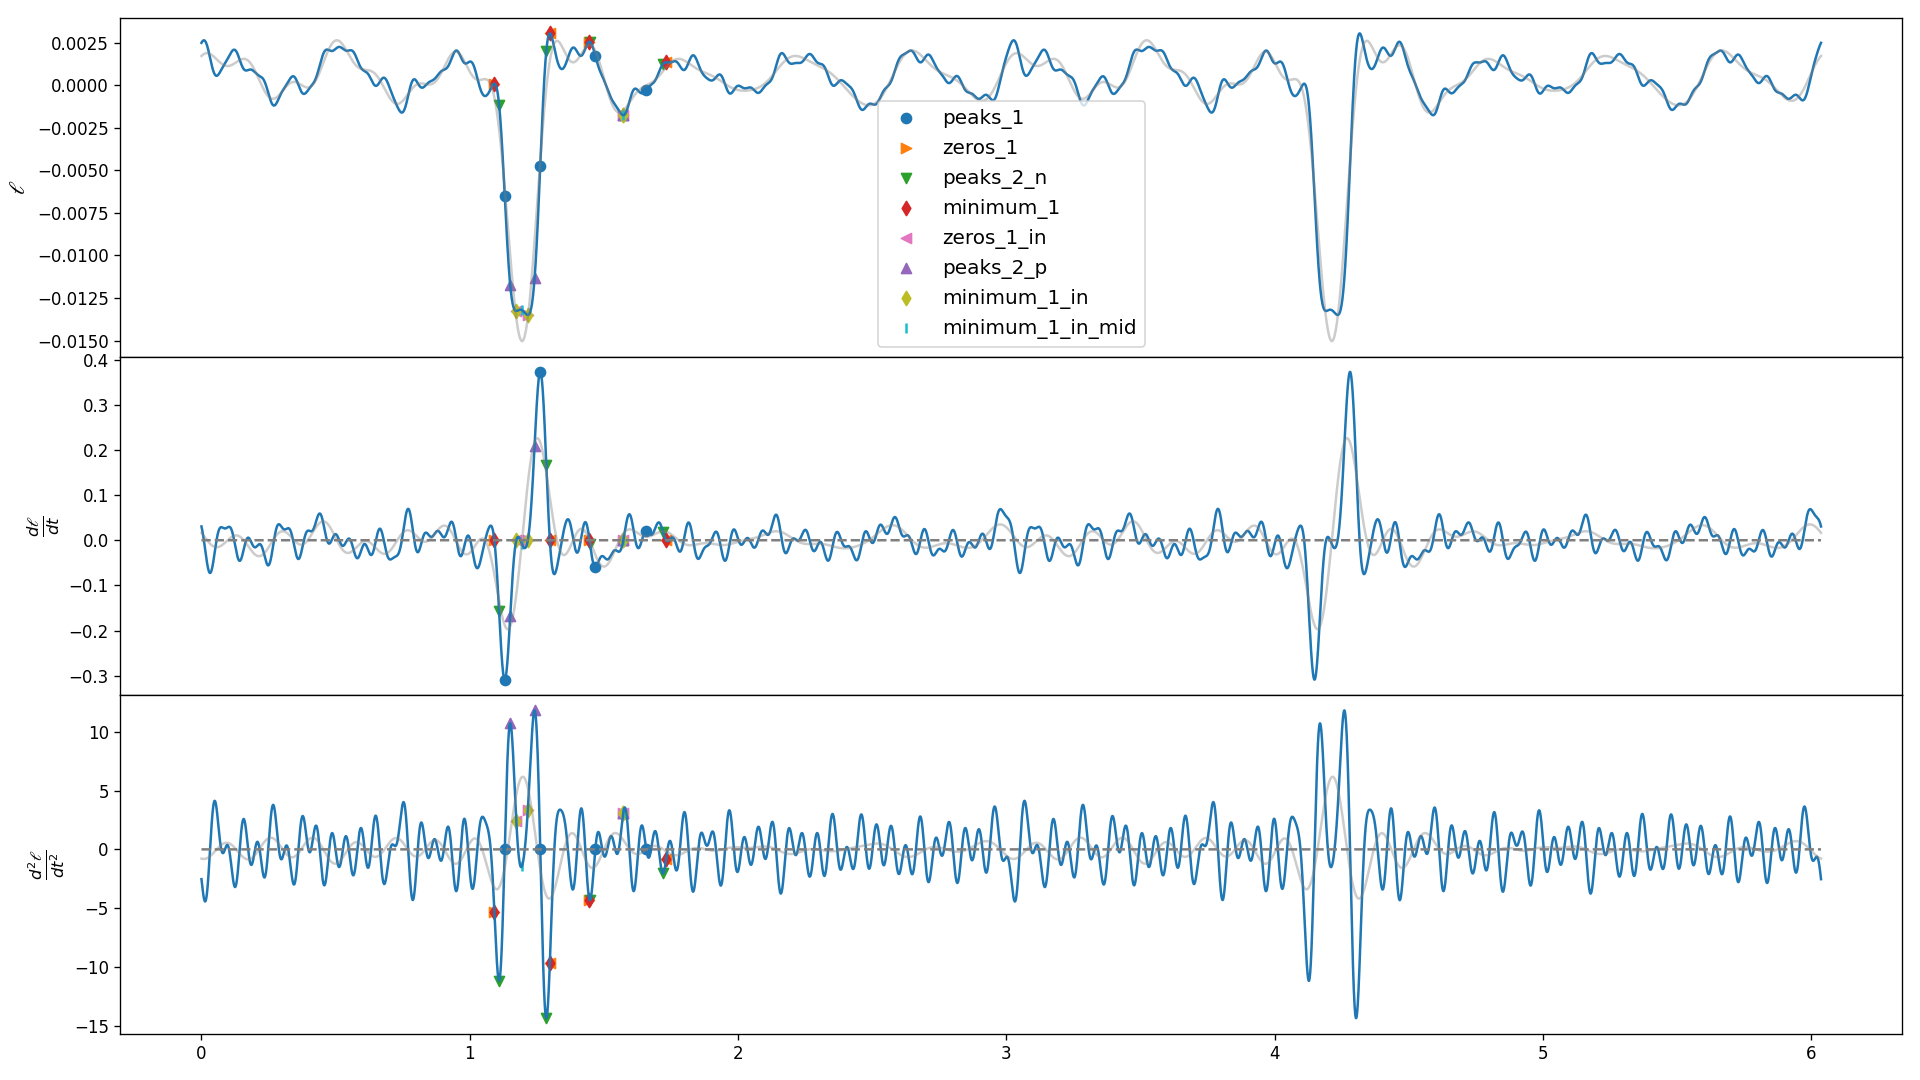 0.0025
0.0000
−0.0025
−0.0050
−0.0075
−0.0100
−0.0125
−0.0150
ℓ
peaks_1
zeros_1
peaks_2_n
minimum_1
zeros_1_in
peaks_2_p
minimum_1_in
minimum_1_in_mid
0.4
0.3
0.2
0.1
0.0
−0.1
−0.2
−0.3
dℓ
dt
10
5
0
−5
−10
−15
d²ℓ
dt²
0 1 2 3 4 5 6